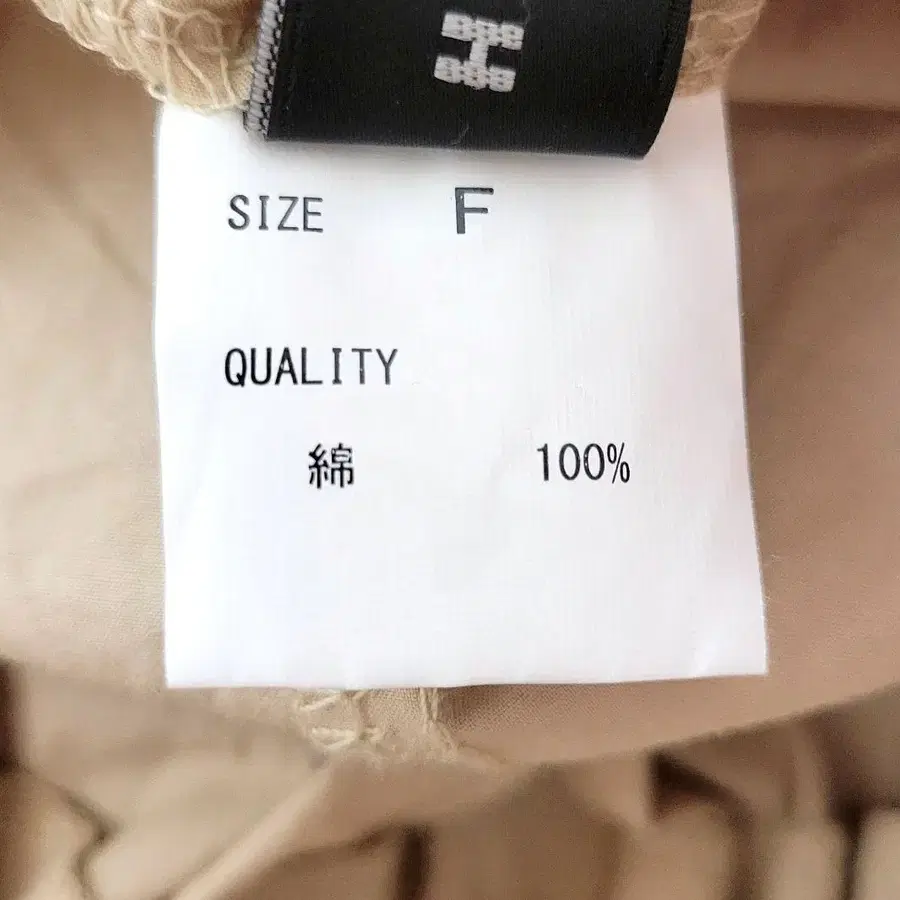 H
SIZE F
QUALITY
綿 100%